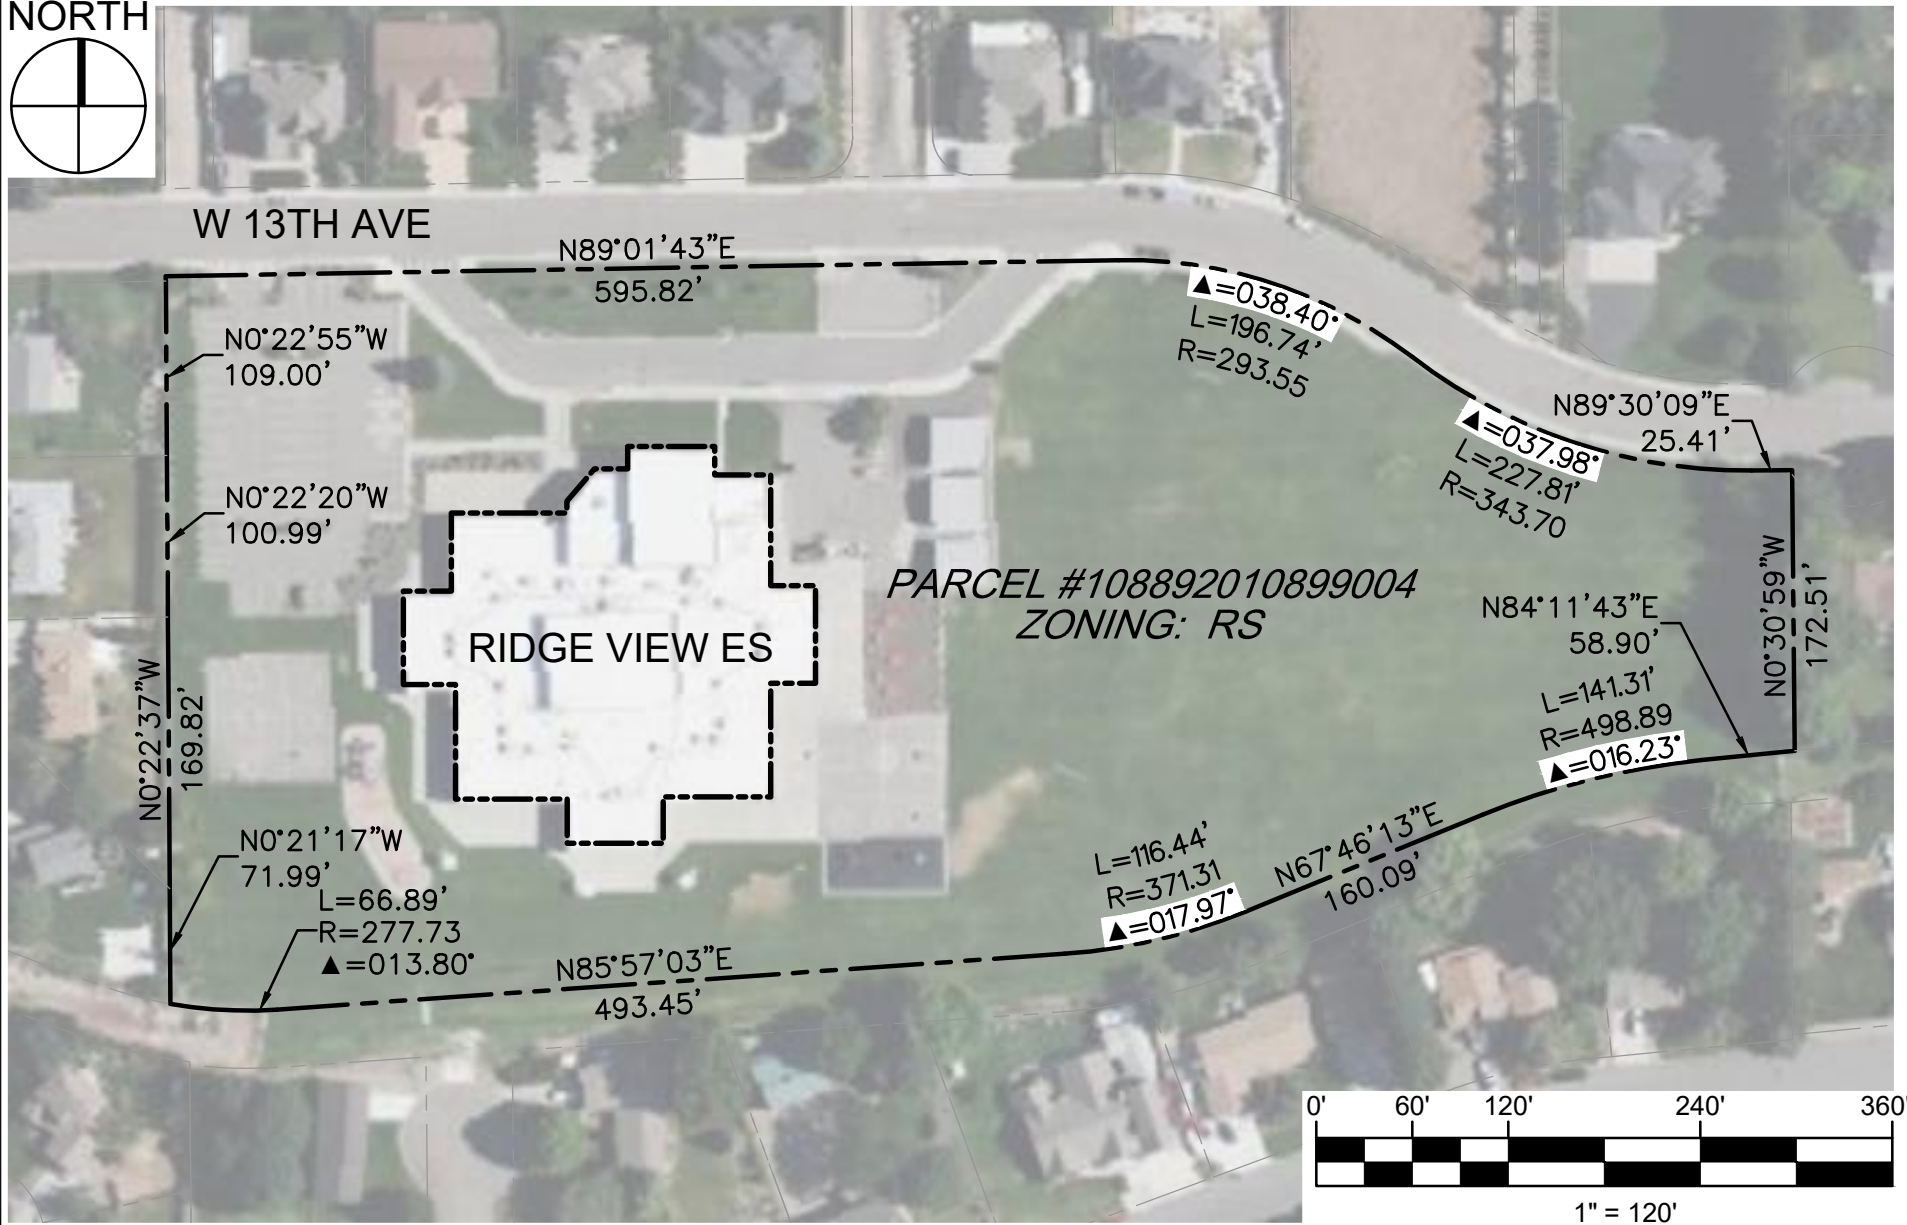 NORTH
W 13TH AVE
N89°01'43"E
595.82'
▲=038.40°
L=196.74'
R=293.55
N0°22'55"W
109.00'
N89°30'09"E
25.41'
▲=037.98°
L=227.81'
R=343.70
N0°22'20"W
100.99'
PARCEL #108892010899004
ZONING: RS
N0°30'59"W
172.51'
N84°11'43"E
58.90'
RIDGE VIEW ES
L=141.31'
R=498.89
▲=016.23°
N0°22'37"W
169.82'
N67°46'13"E
160.09'
L=116.44'
R=371.31
▲=017.97°
N0°21'17"W
71.99'
L=66.89'
R=277.73
▲=013.80°
N85°57'03"E
493.45'
0' 60' 120' 240' 360'
1" = 120'